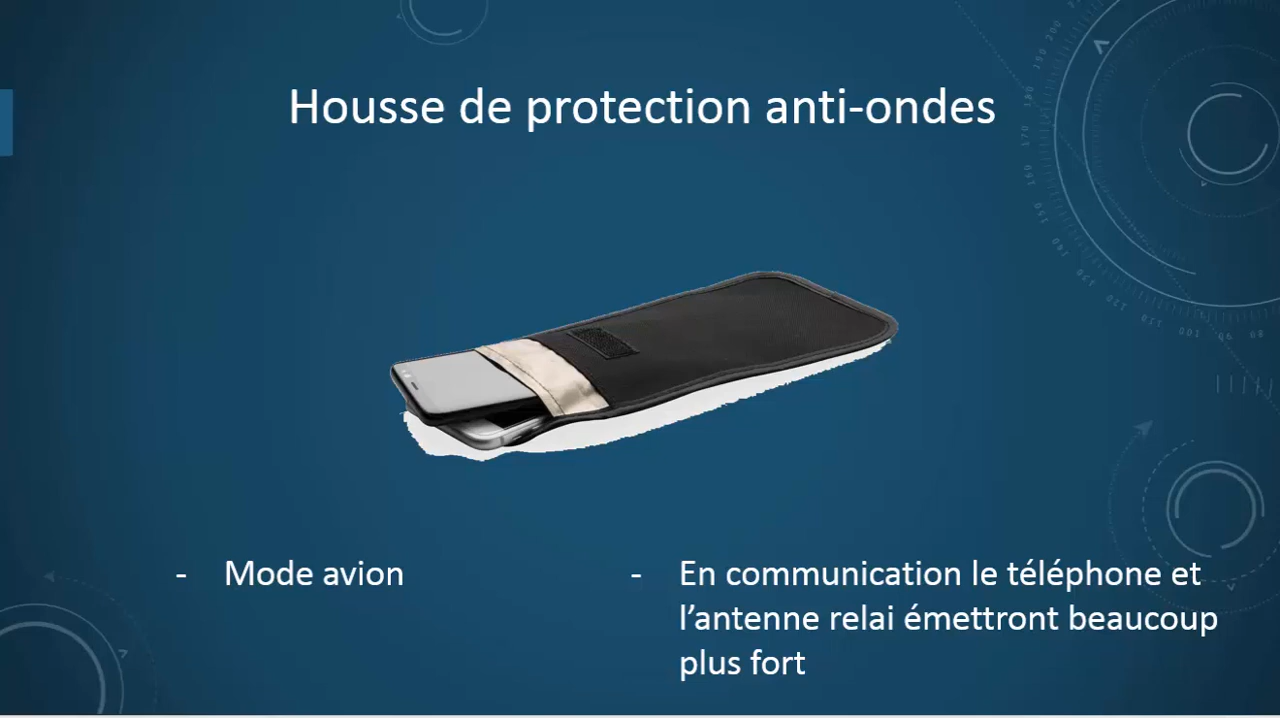 Housse de protection anti-ondes
- Mode avion
- En communication le téléphone et
l’antenne relai émettront beaucoup
plus fort